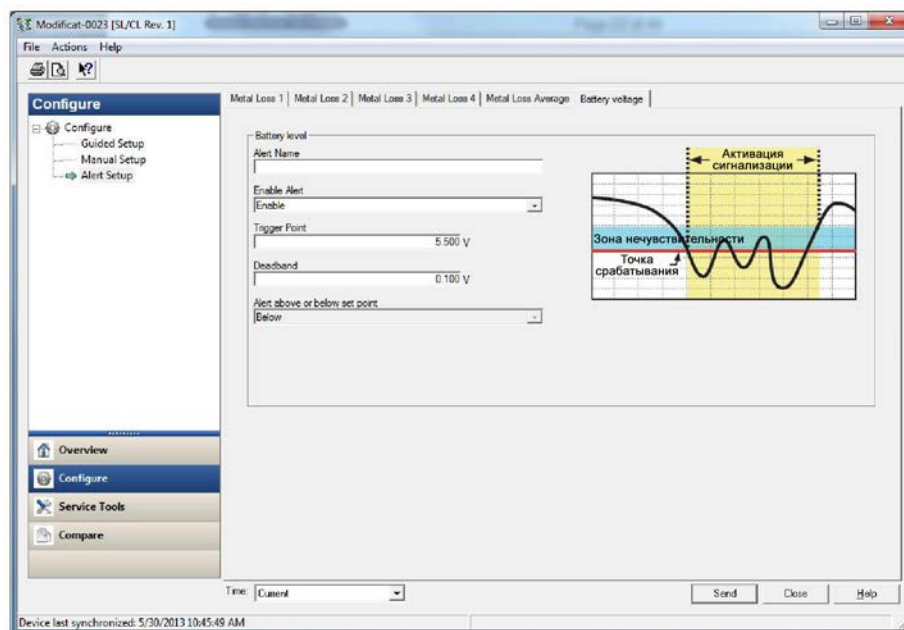 Modificat-0023 [SL/CL Rev. 1]
File Actions Help
Configure
Configure
Guided Setup
Manual Setup
Alert Setup
Overview
Configure
Service Tools
Compare
Metal Loss 1 Metal Loss 2 Metal Loss 3 Metal Loss 4 Metal Loss Average Battery voltage
Battery level
Alert Name
Enable Alert
Enable
Trigger Point
5.500 V
Deadband
0.100 V
Alert above or below set point
Below
Активация
сигнализации
Зона нечувствительности
Точка
срабатывания
Time: Current
Send Close Help
Device last synchronized: 5/30/2013 10:45:49 AM